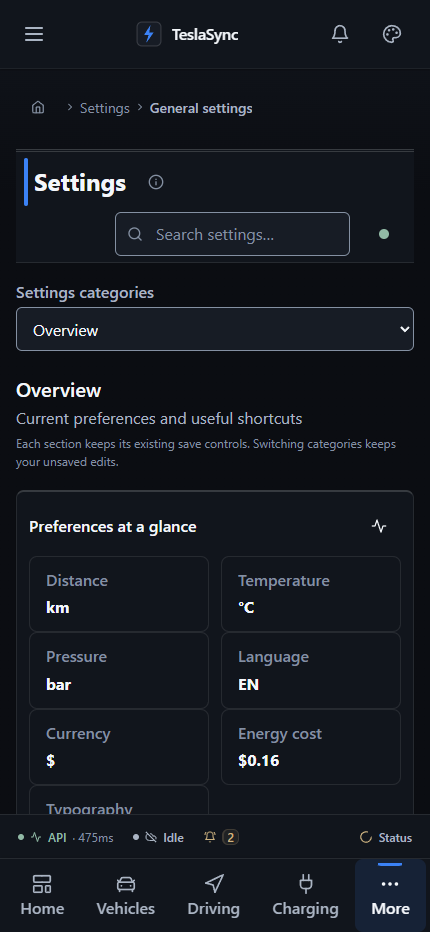 TeslaSync
Settings
General settings
Settings
Search settings...
Settings categories
Overview
Overview
Current preferences and useful shortcuts
Each section keeps its existing save controls. Switching categories keeps
your unsaved edits.
Preferences at a glance
Distance
km
Temperature
°C
Pressure
bar
Language
EN
Currency
$
Energy cost
$0.16
Typography
API · 475ms
Idle
2
Status
Home
Vehicles
Driving
Charging
More